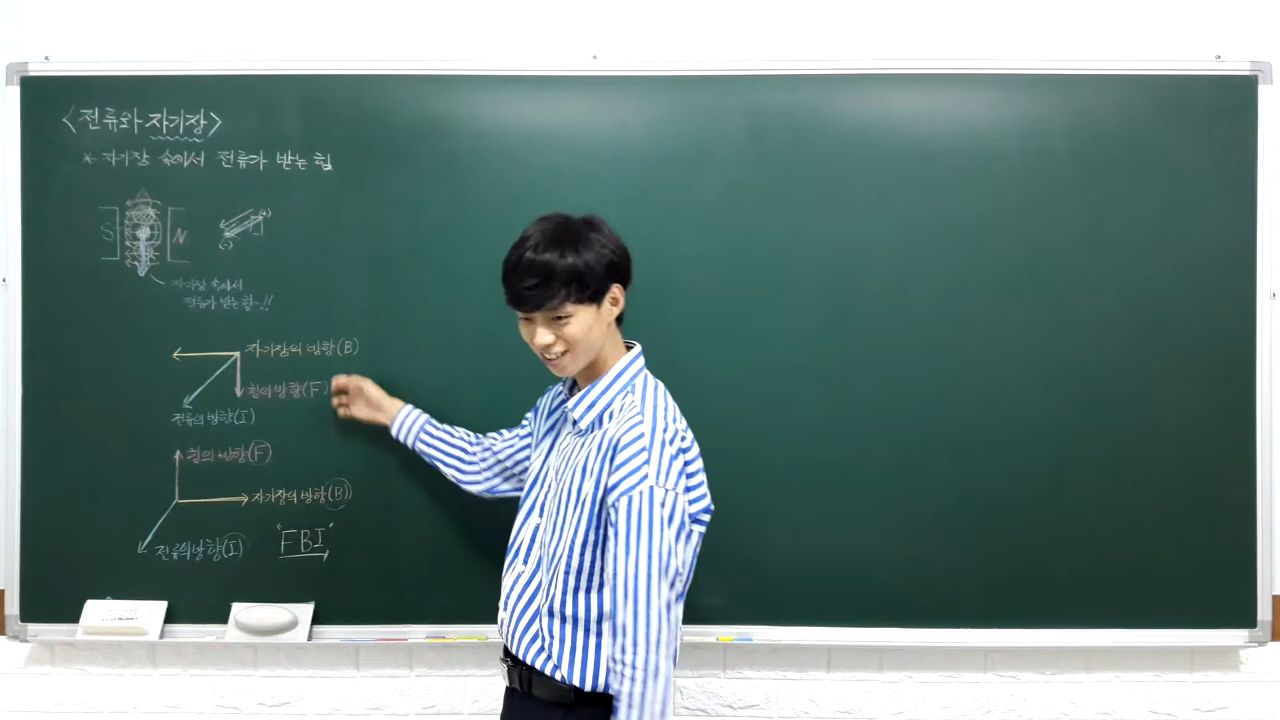 <전류와 자기장>
* 자기장 속에서 전류가 받는 힘
S N
(+)
(-)
자기장 속에서
전류가 받는 힘~!!
자기장의 방향(B)
힘의 방향(F)
전류의 방향(I)
힘의 방향(F)
자기장의 방향(B)
전류의 방향(I)
"FBI"